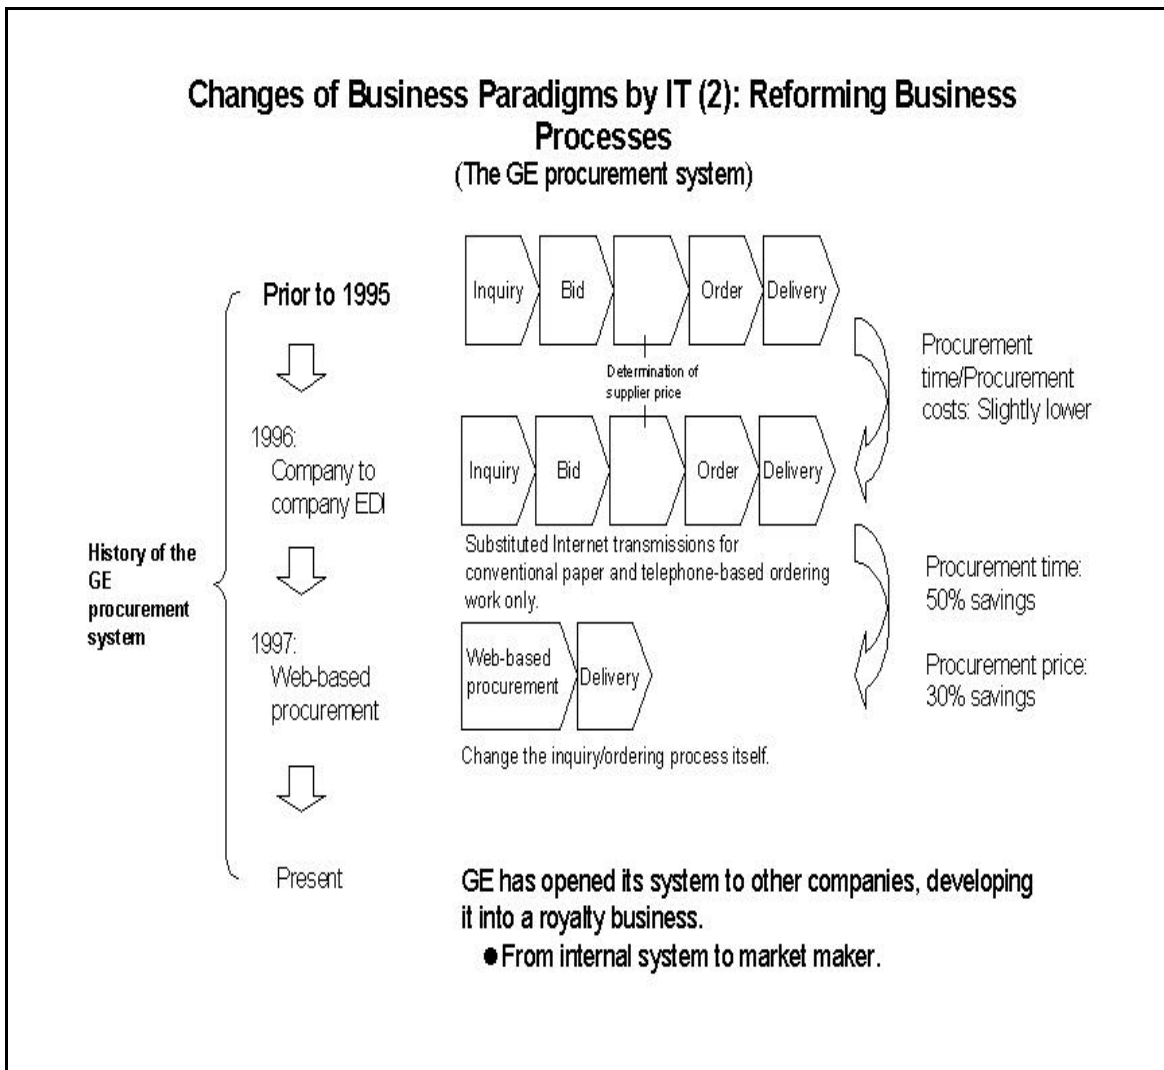 Changes of Business Paradigms by IT (2): Reforming Business
Processes
(The GE procurement system)
History of the
GE
procurement
system
Prior to 1995
Inquiry
Bid
Order
Delivery
Determination of
supplier price
Procurement
time/Procurement
costs: Slightly lower
1996:
Company to
company EDI
Inquiry
Bid
Order
Delivery
Substituted Internet transmissions for
conventional paper and telephone-based ordering
work only.
Procurement time:
50% savings
Procurement price:
30% savings
1997:
Web-based
procurement
Web-based
procurement
Delivery
Change the inquiry/ordering process itself.
Present
GE has opened its system to other companies, developing
it into a royalty business.
●From internal system to market maker.